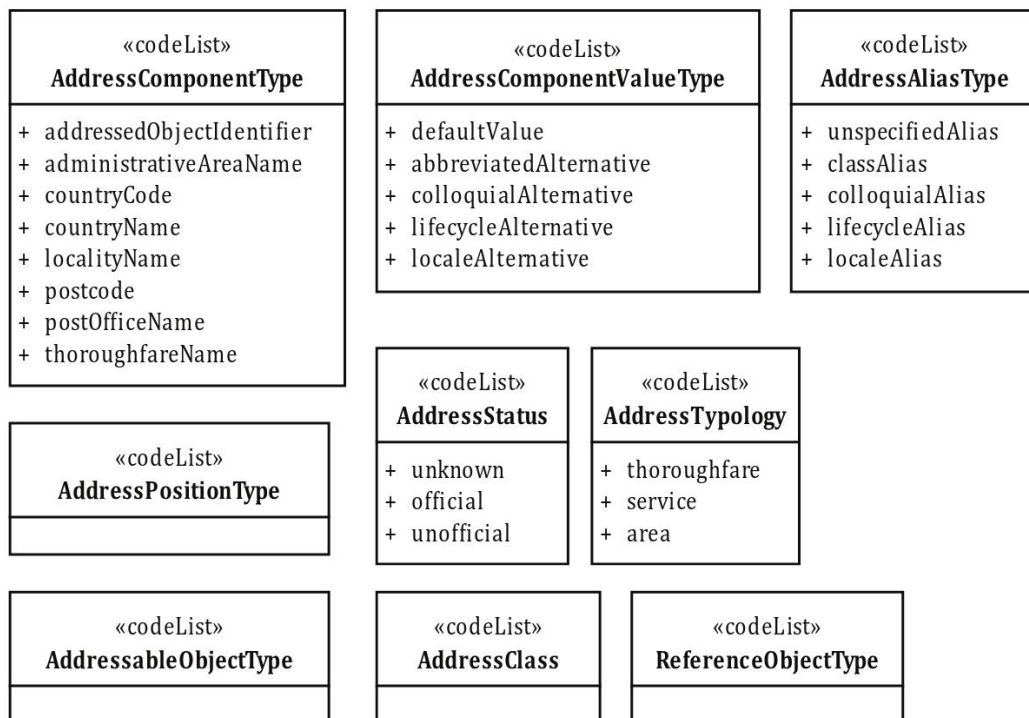 «codeList»
AddressComponentType
+ addressedObjectIdentifier
+ administrativeAreaName
+ countryCode
+ countryName
+ localityName
+ postcode
+ postOfficeName
+ thoroughfareName
«codeList»
AddressComponentValueType
+ defaultValue
+ abbreviatedAlternative
+ colloquialAlternative
+ lifecycleAlternative
+ localeAlternative
«codeList»
AddressAliasType
+ unspecifiedAlias
+ classAlias
+ colloquialAlias
+ lifecycleAlias
+ localeAlias
«codeList»
AddressStatus
+ unknown
+ official
+ unofficial
«codeList»
AddressTypology
+ thoroughfare
+ service
+ area
«codeList»
AddressPositionType
«codeList»
AddressableObjectType
«codeList»
AddressClass
«codeList»
ReferenceObjectType